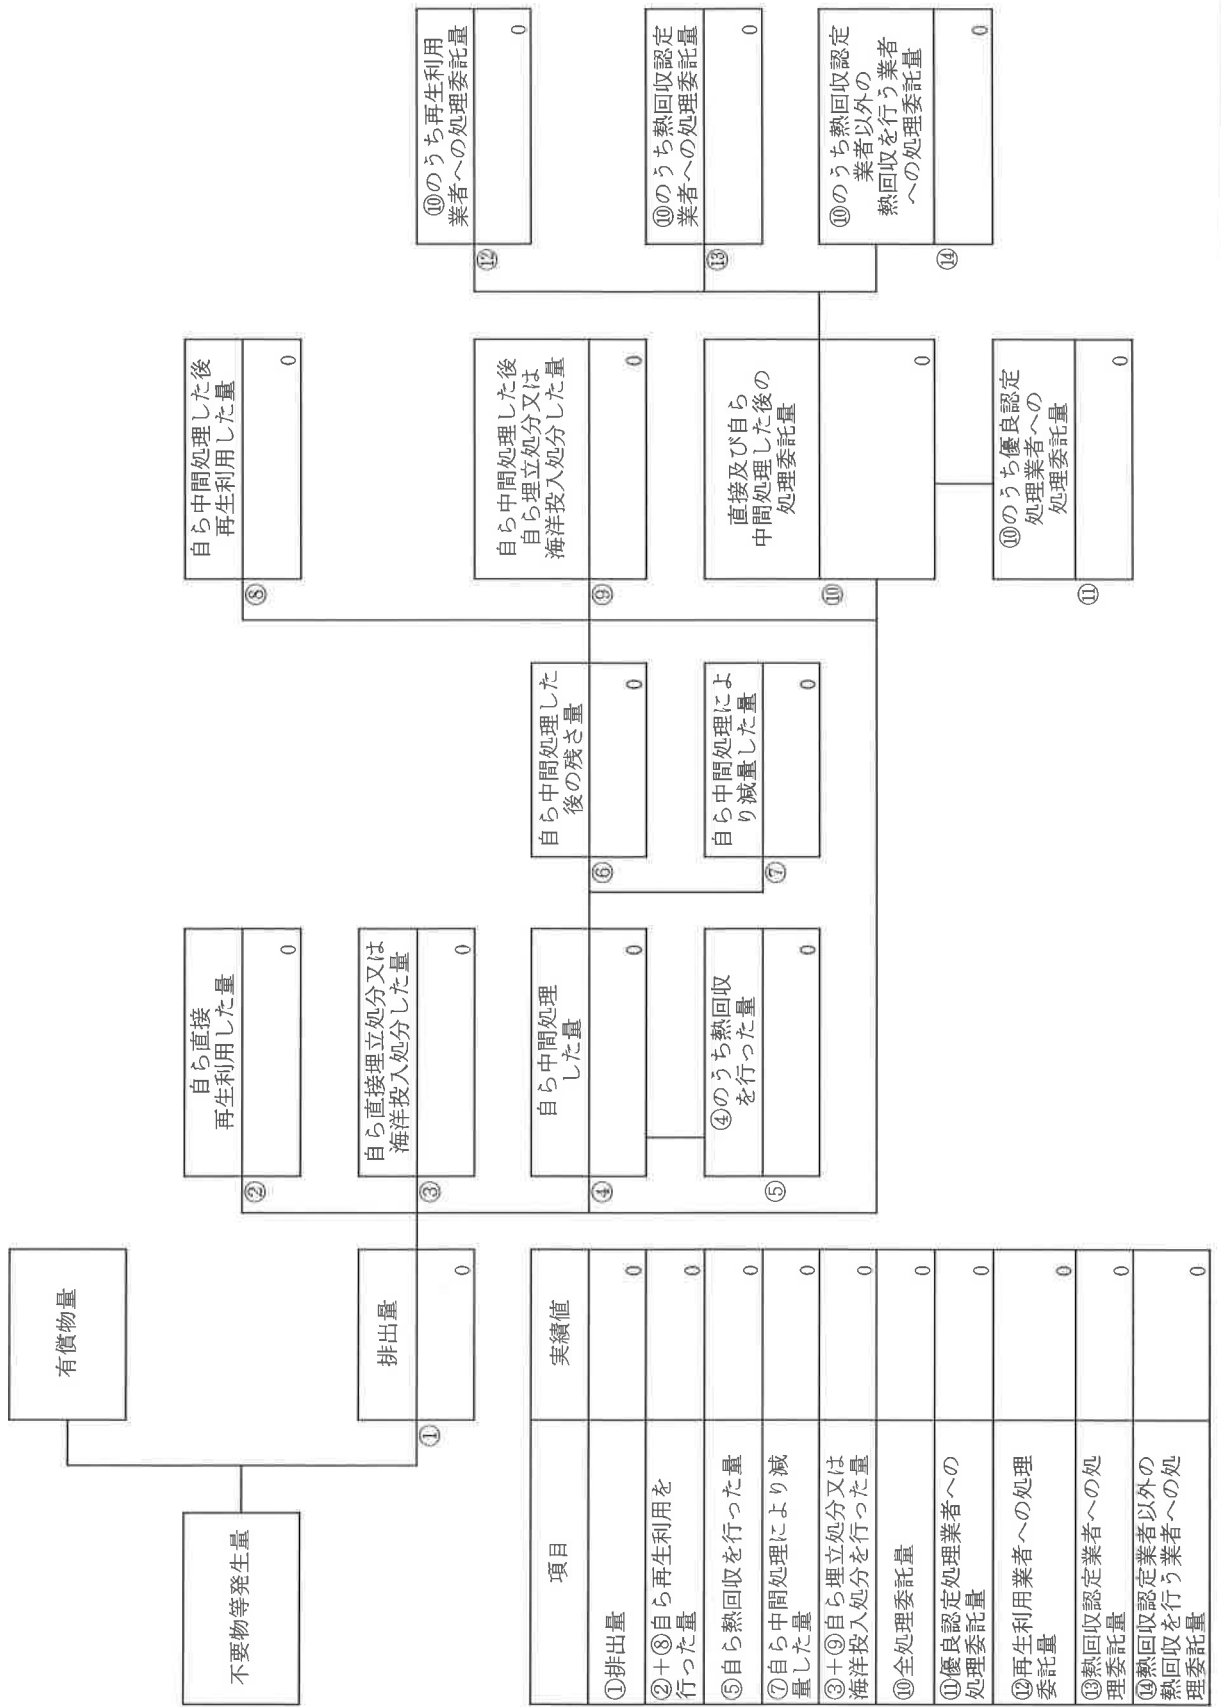 不要物等発生量
有償物量
①
排出量
0
②
自ら直接
再生利用した量
0
③
自ら直接埋立処分又は
海洋投入処分した量
0
④
自ら中間処理
した量
0
⑤
④のうち熱回収
を行った量
0
⑥
自ら中間処理した
後の残さ量
0
⑦
自ら中間処理によ
り減量した量
0
⑧
自ら中間処理した後
再生利用した量
0
⑨
自ら中間処理した後
自ら埋立処分又は
海洋投入処分した量
0
⑩
直接及び自ら
中間処理した後の
処理委託量
0
⑪
⑩のうち優良認定
処理業者への
処理委託量
0
⑫
⑩のうち再生利用
業者への処理委託量
0
⑬
⑩のうち熱回収認定
業者への処理委託量
0
⑭
⑩のうち熱回収認定
業者以外の
熱回収を行う業者
への処理委託量
0
項目 実績値
①排出量 0
②+⑧自ら再生利用を
行った量 0
⑤自ら熱回収を行った量 0
⑦自ら中間処理により減
量した量 0
③+⑨自ら埋立処分又は
海洋投入処分を行った量 0
⑩全処理委託量 0
⑪優良認定処理業者への
処理委託量 0
⑫再生利用業者への処理
委託量 0
⑬熱回収認定業者への処
理委託量 0
⑭熱回収認定業者以外の
熱回収を行う業者への処
理委託量 0